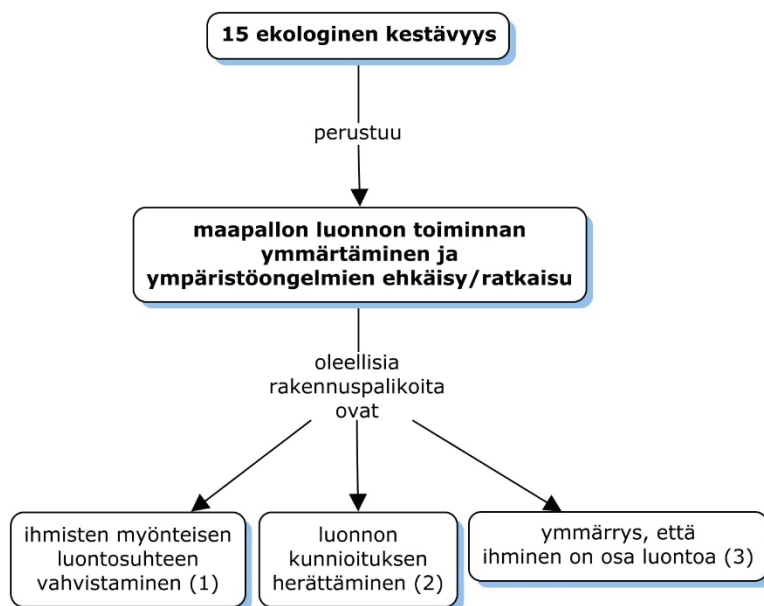 15 ekologinen kestävyys
perustuu
maapallon luonnon toiminnan
ymmärtäminen ja
ympäristöongelmien ehkäisy/ratkaisu
oleellisia
rakennuspalikoita
ovat
ihmisten myönteisen
luontosuhteen
vahvistaminen (1)
luonnon
kunnioituksen
herättäminen (2)
ymmärrys, että
ihminen on osa luontoa (3)